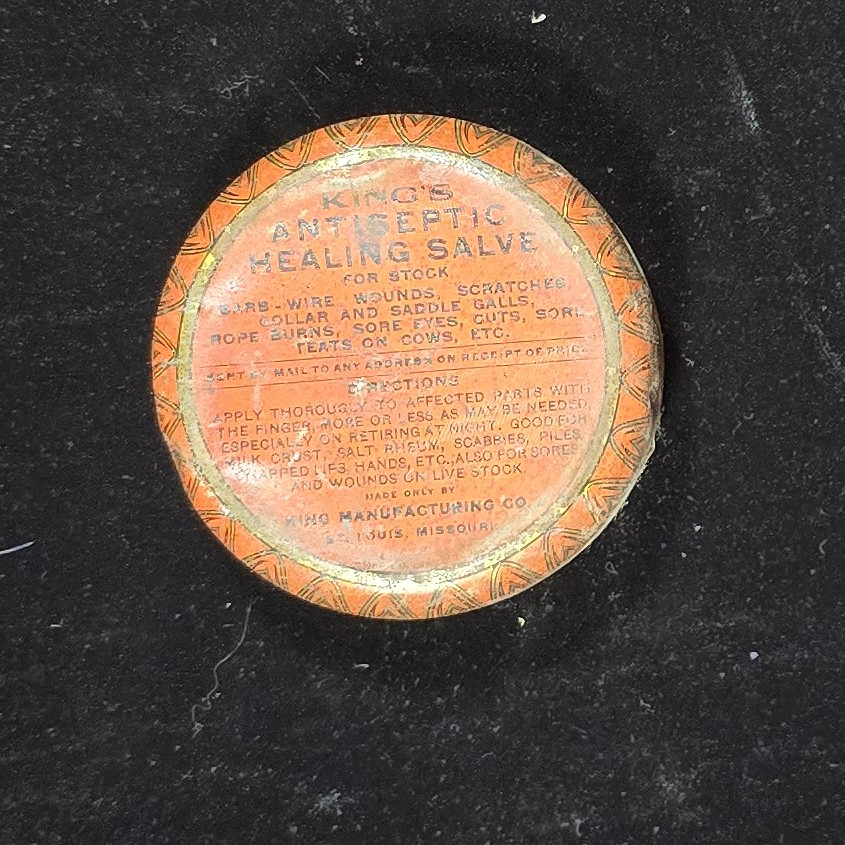 KING'S
ANTISEPTIC
HEALING SALVE
FOR STOCK
BARB-WIRE WOUNDS, SCRATCHES
COLLAR AND SADDLE GALLS,
ROPE BURNS, SORE EYES, CUTS, SORE
TEATS ON COWS, ETC.
SENT BY MAIL TO ANY ADDRESS ON RECEIPT OF PRICE
DIRECTIONS
APPLY THOROUGLY TO AFFECTED PARTS WITH
THE FINGER, MORE OR LESS AS MAY BE NEEDED,
ESPECIALLY ON RETIRING AT NIGHT. GOOD FOR
MILK CRUST, SALT RHEUM, SCABBIES, PILES,
CHAPPED LIPS, HANDS, ETC., ALSO FOR SORES
AND WOUNDS ON LIVE STOCK.
MADE ONLY BY
KING MANUFACTURING CO.
ST. LOUIS, MISSOURI.